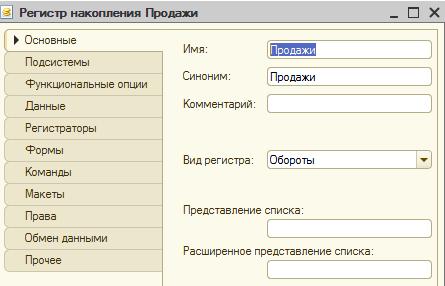 Регистр накопления Продажи
Основные
Подсистемы
Функциональные опции
Данные
Регистраторы
Формы
Команды
Макеты
Права
Обмен данными
Прочее
Имя: Продажи
Синоним: Продажи
Комментарий:
Вид регистра: Обороты
Представление списка:
Расширенное представление списка: